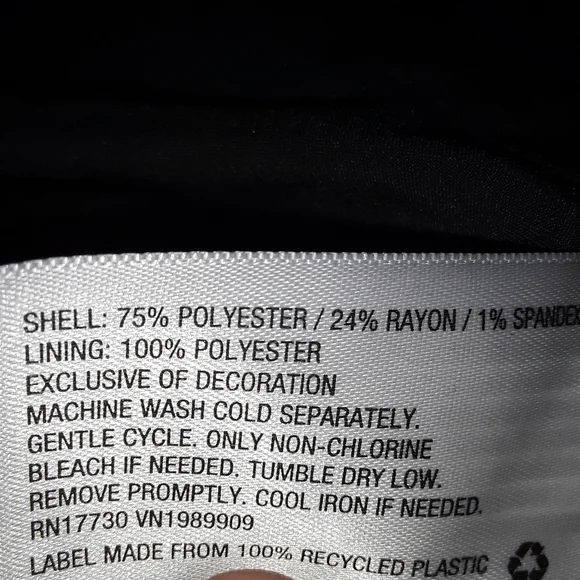 SHELL: 75% POLYESTER / 24% RAYON / 1% SPANDEX
LINING: 100% POLYESTER
EXCLUSIVE OF DECORATION
MACHINE WASH COLD SEPARATELY.
GENTLE CYCLE. ONLY NON-CHLORINE
BLEACH IF NEEDED. TUMBLE DRY LOW.
REMOVE PROMPTLY. COOL IRON IF NEEDED.
RN17730 VN1989909
LABEL MADE FROM 100% RECYCLED PLASTIC